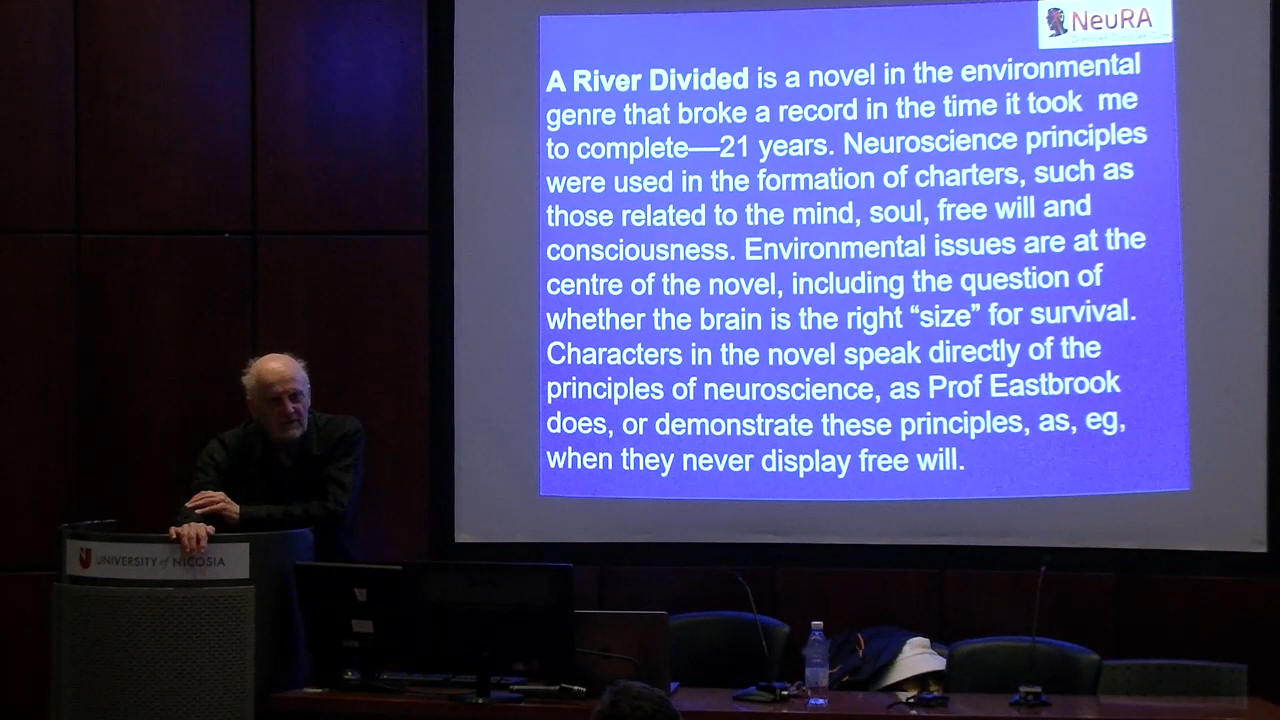 NeuRA
A River Divided is a novel in the environmental
genre that broke a record in the time it took me
to complete—21 years. Neuroscience principles
were used in the formation of charters, such as
those related to the mind, soul, free will and
consciousness. Environmental issues are at the
centre of the novel, including the question of
whether the brain is the right “size” for survival.
Characters in the novel speak directly of the
principles of neuroscience, as Prof Eastbrook
does, or demonstrate these principles, as, eg,
when they never display free will.
UNIVERSITY of NICOSIA